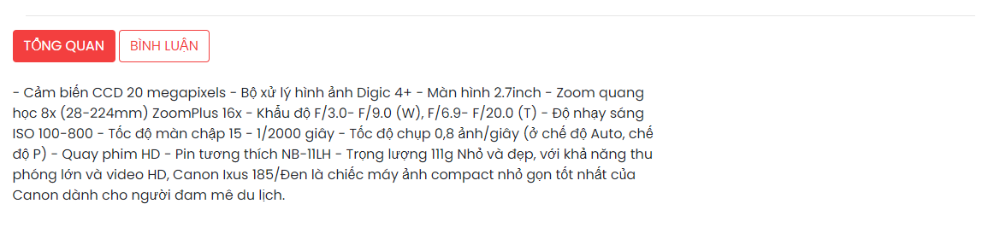 TỔNG QUAN BÌNH LUẬN
- Cảm biến CCD 20 megapixels - Bộ xử lý hình ảnh Digic 4+ - Màn hình 2.7inch - Zoom quang
học 8x (28-224mm) ZoomPlus 16x - Khẩu độ F/3.0- F/9.0 (W), F/6.9- F/20.0 (T) - Độ nhạy sáng
ISO 100-800 - Tốc độ màn chập 15 - 1/2000 giây - Tốc độ chụp 0,8 ảnh/giây (ở chế độ Auto, chế
độ P) - Quay phim HD - Pin tương thích NB-11LH - Trọng lượng 111g Nhỏ và đẹp, với khả năng thu
phóng lớn và video HD, Canon Ixus 185/Đen là chiếc máy ảnh compact nhỏ gọn tốt nhất của
Canon dành cho người đam mê du lịch.